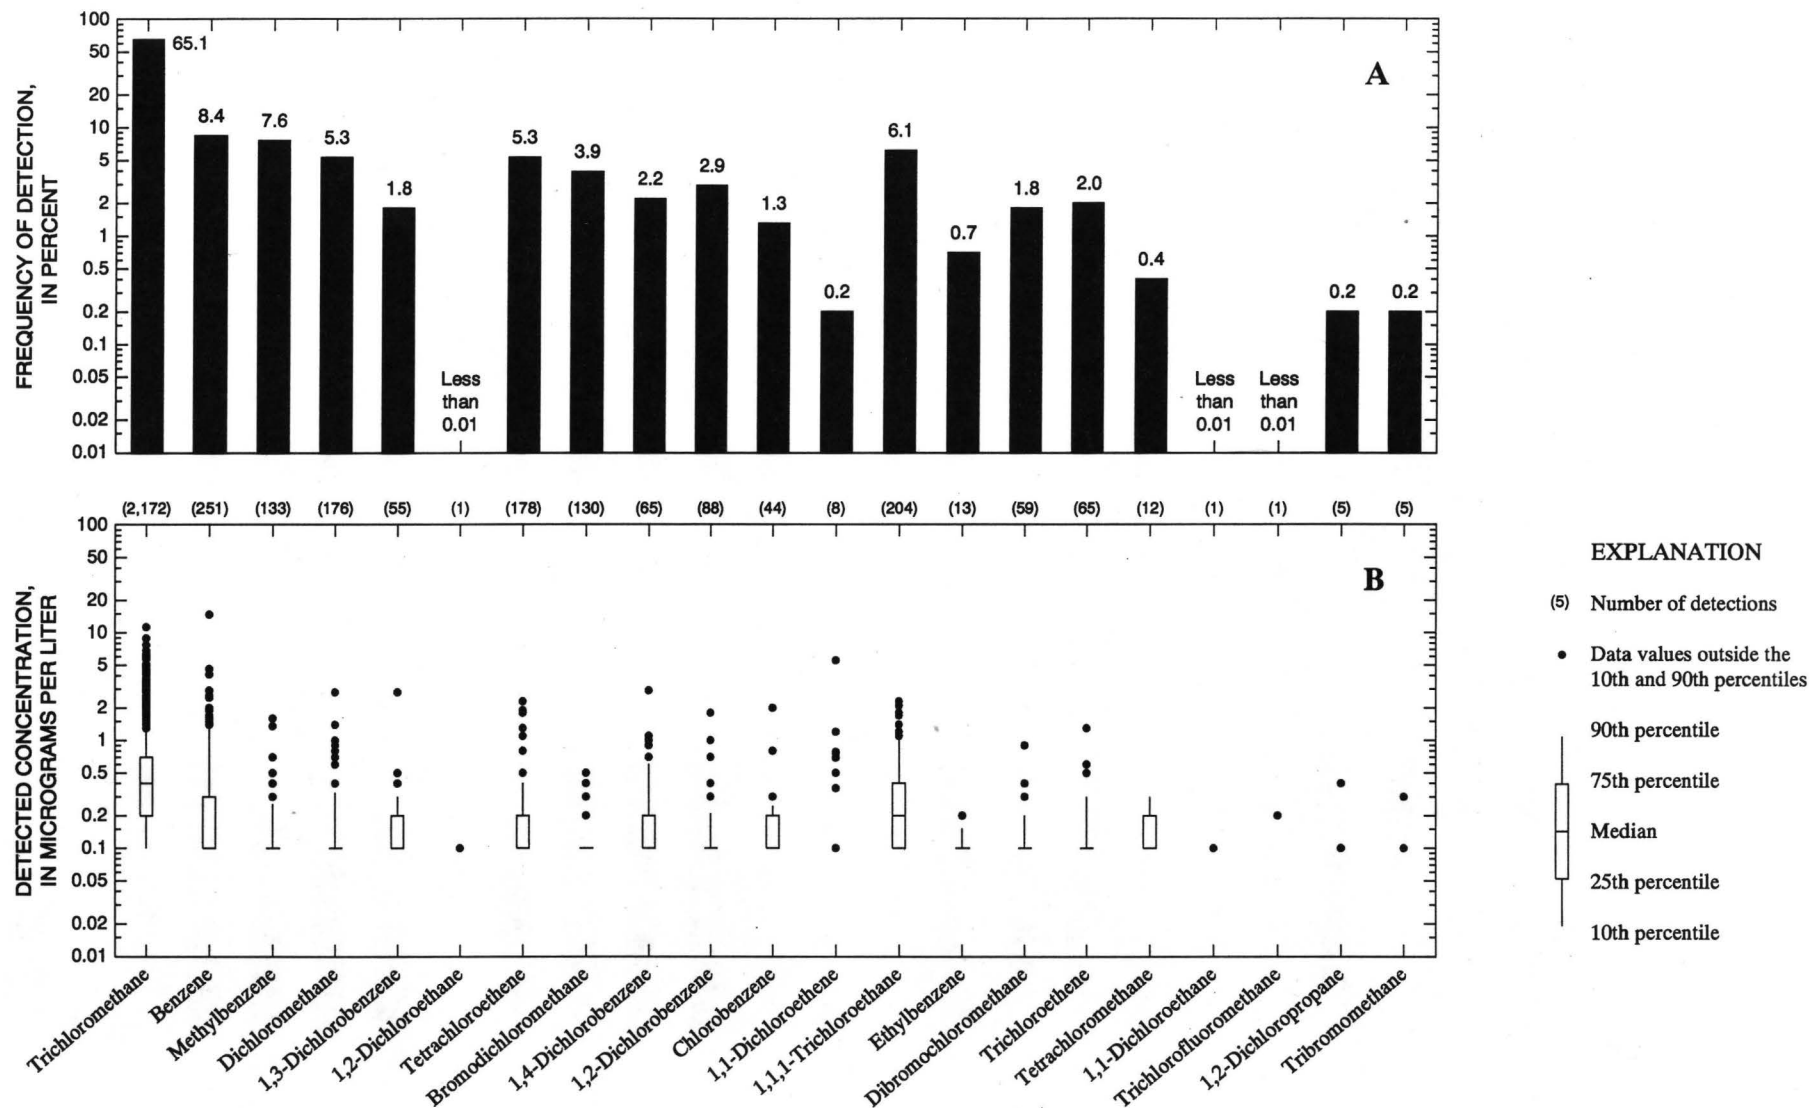 FREQUENCY OF DETECTION,
IN PERCENT
100
50
20
10
5
2
1
0.5
0.2
0.1
0.05
0.02
0.01
65.1
8.4
7.6
5.3
1.8
Less
than
0.01
5.3
3.9
2.2
2.9
1.3
0.2
6.1
0.7
1.8
2.0
0.4
Less
than
0.01
Less
than
0.01
0.2
0.2
A
(2,172) (251) (133) (176) (55) (1) (178) (130) (65) (88) (44) (8) (204) (13) (59) (65) (12) (1) (1) (5) (5)
DETECTED CONCENTRATION,
IN MICROGRAMS PER LITER
100
50
20
10
5
2
1
0.5
0.2
0.1
0.05
0.02
0.01
B
Trichloromethane
Benzene
Methylbenzene
Dichloromethane
1,3-Dichlorobenzene
1,2-Dichloroethane
Tetrachloroethene
Bromodichloromethane
1,4-Dichlorobenzene
1,2-Dichlorobenzene
Chlorobenzene
1,1-Dichloroethene
1,1,1-Trichloroethane
Ethylbenzene
Dibromochloromethane
Trichloroethene
Tetrachloromethane
1,1-Dichloroethane
Trichlorofluoromethane
1,2-Dichloropropane
Tribromomethane
EXPLANATION
(5) Number of detections
Data values outside the
10th and 90th percentiles
90th percentile
75th percentile
Median
25th percentile
10th percentile